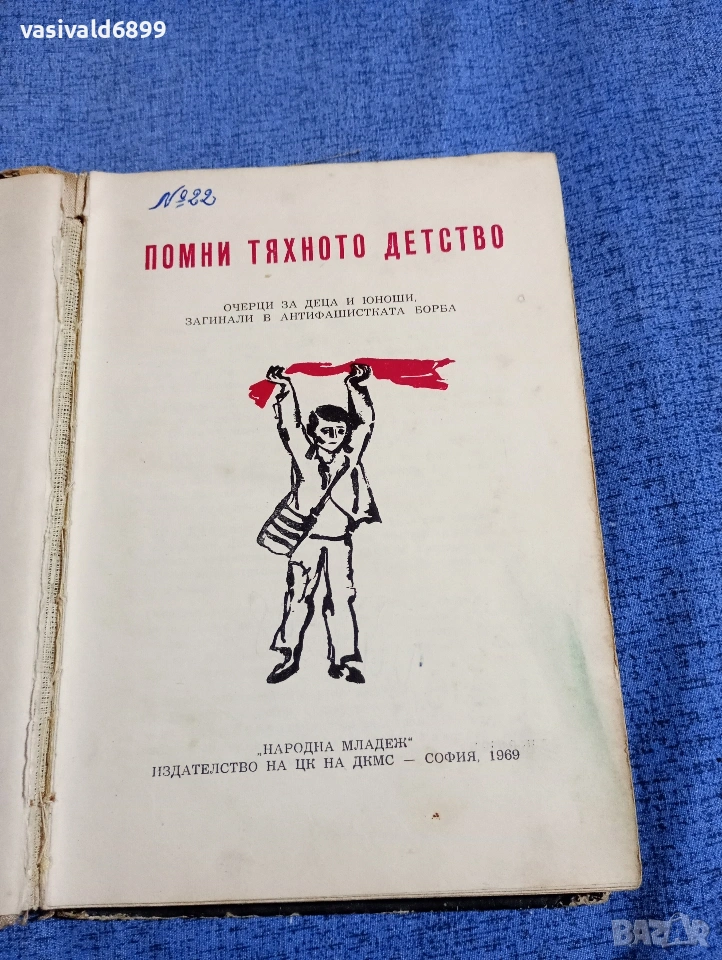 vasivald6899
№22
ПОМНИ ТЯХНОТО ДЕТСТВО
ОЧЕРЦИ ЗА ДЕЦА И ЮНОШИ,
ЗАГИНАЛИ В АНТИФАШИСТКАТА БОРБА
„НАРОДНА МЛАДЕЖ“
ИЗДАТЕЛСТВО НА ЦК НА ДКМС — СОФИЯ, 1969
BAZAR